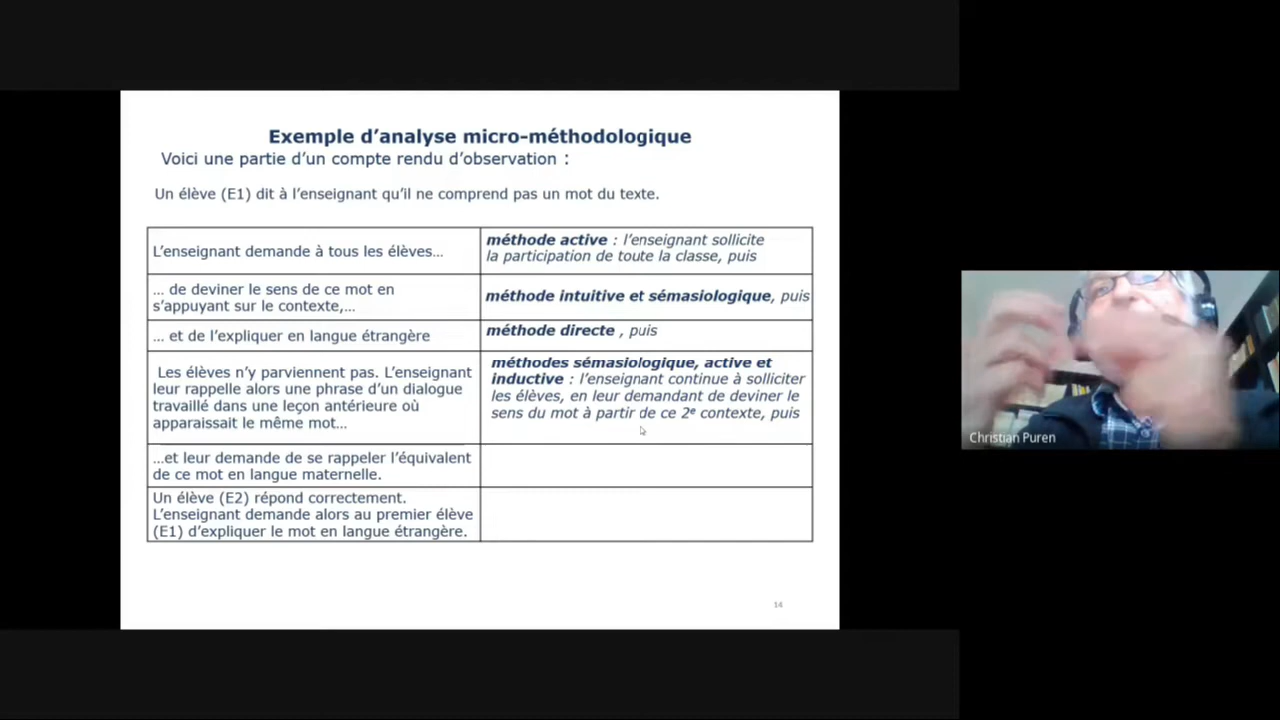 Exemple d’analyse micro-méthodologique
Voici une partie d’un compte rendu d’observation :
Un élève (E1) dit à l’enseignant qu’il ne comprend pas un mot du texte.
L’enseignant demande à tous les élèves…
méthode active : l’enseignant sollicite
la participation de toute la classe, puis
… de deviner le sens de ce mot en
s’appuyant sur le contexte,…
méthode intuitive et sémasiologique, puis
… et de l’expliquer en langue étrangère
méthode directe , puis
Les élèves n’y parviennent pas. L’enseignant
leur rappelle alors une phrase d’un dialogue
travaillé dans une leçon antérieure où
apparaissait le même mot…
méthodes sémasiologique, active et
inductive : l’enseignant continue à solliciter
les élèves, en leur demandant de deviner le
sens du mot à partir de ce 2e contexte, puis
…et leur demande de se rappeler l’équivalent
de ce mot en langue maternelle.
Un élève (E2) répond correctement.
L’enseignant demande alors au premier élève
(E1) d’expliquer le mot en langue étrangère.
14
Christian Puren